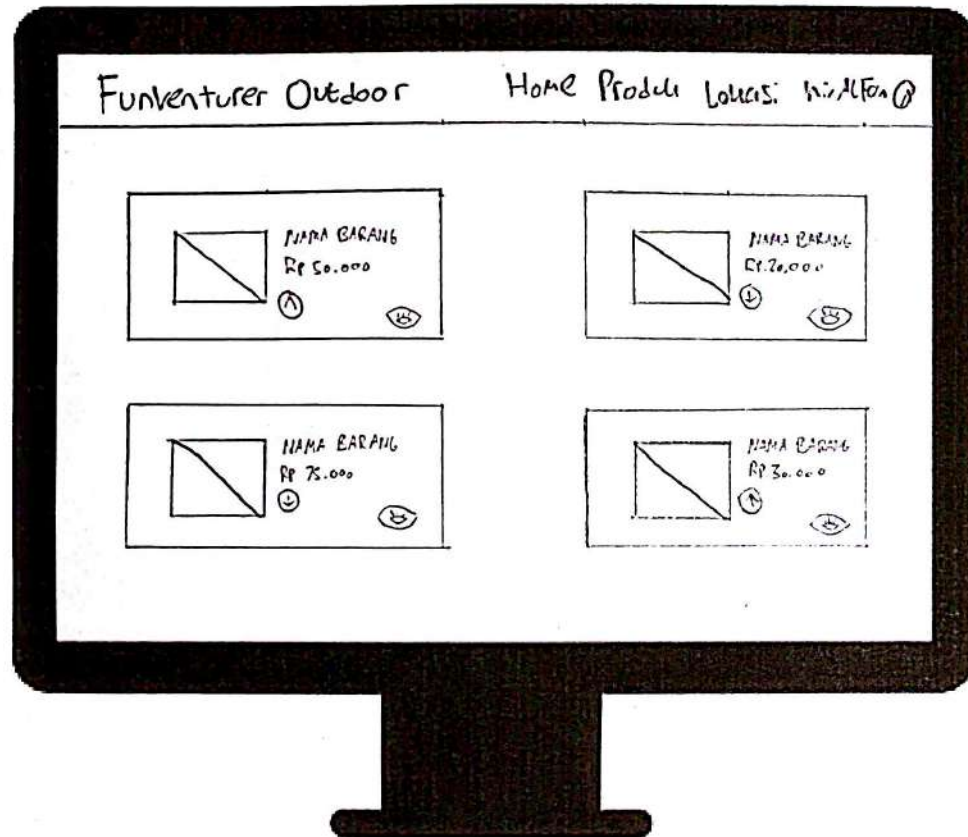 Funventurer Outdoor
Home Produk Lokasi
NAMA BARANG
Rp 50.000
NAMA BARANG
Rp.20,000
NAMA BARANG
RP 75.000
NAMA BARANG
RP 30.000